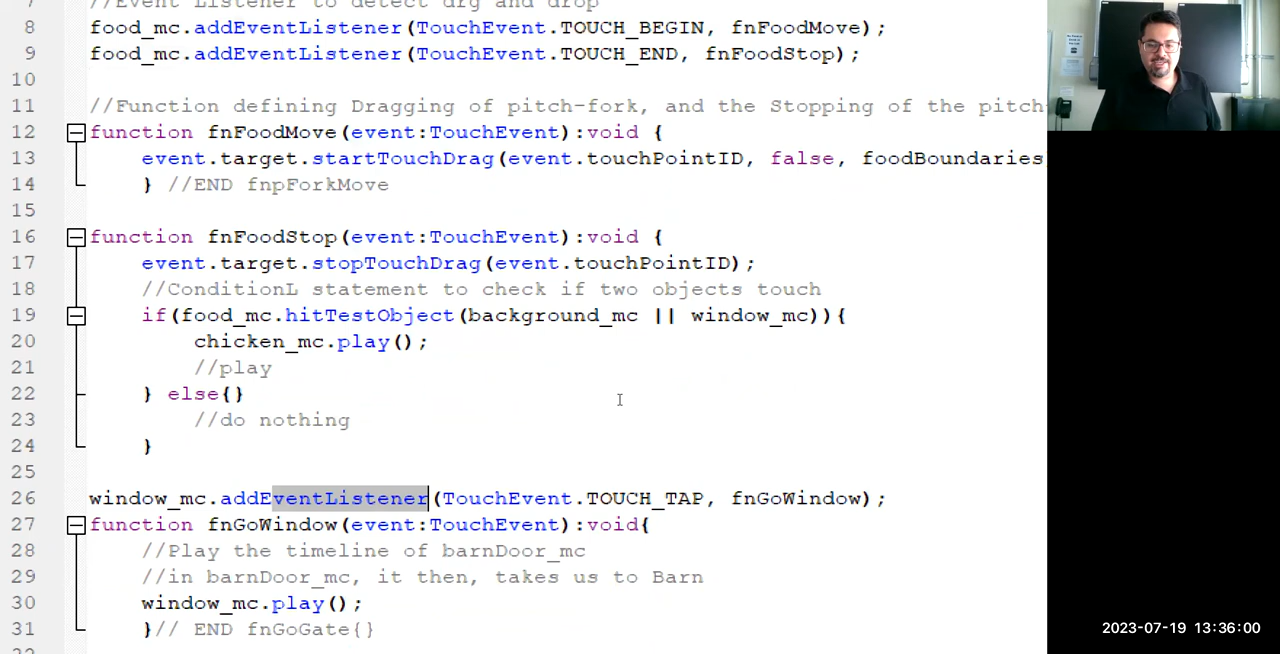 7 //Event Listener to detect drg and drop
8 food_mc.addEventListener(TouchEvent.TOUCH_BEGIN, fnFoodMove);
9 food_mc.addEventListener(TouchEvent.TOUCH_END, fnFoodStop);
10
11 //Function defining Dragging of pitch-fork, and the Stopping of the pitch
12 function fnFoodMove(event:TouchEvent):void {
13 event.target.startTouchDrag(event.touchPointID, false, foodBoundaries
14 } //END fnpForkMove
15
16 function fnFoodStop(event:TouchEvent):void {
17 event.target.stopTouchDrag(event.touchPointID);
18 //ConditionL statement to check if two objects touch
19 if(food_mc.hitTestObject(background_mc || window_mc)){
20 chicken_mc.play();
21 //play
22 } else{}
23 //do nothing
24 }
25
26 window_mc.addEventListener(TouchEvent.TOUCH_TAP, fnGoWindow);
27 function fnGoWindow(event:TouchEvent):void{
28 //Play the timeline of barnDoor_mc
29 //in barnDoor_mc, it then, takes us to Barn
30 window_mc.play();
31 }// END fnGoGate{}
32
2023-07-19 13:36:00